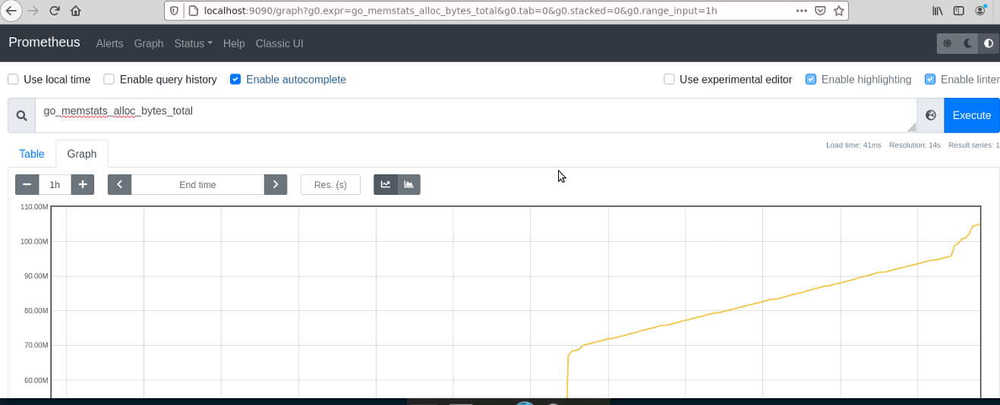 localhost:9090/graph?g0.expr=go_memstats_alloc_bytes_total&g0.tab=0&g0.stacked=0&g0.range_input=1h
Prometheus Alerts Graph Status Help Classic UI
Use local time Enable query history Enable autocomplete Use experimental editor Enable highlighting Enable linter
go_memstats_alloc_bytes_total Execute
Load time: 41ms Resolution: 14s Result series: 1
Table Graph
1h End time Res. (s)
110.00M
100.00M
90.00M
80.00M
70.00M
60.00M